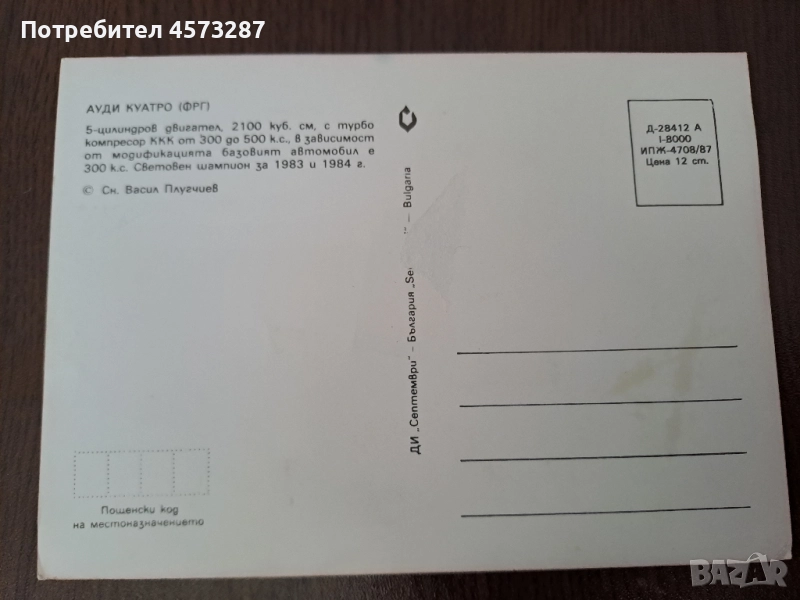 Потребител 4573287
АУДИ КУАТРО (ФРГ)
5-цилиндров двигател, 2100 куб. см, с турбо
компресор ККК от 300 до 500 к.с., в зависимост
от модификацията базовият автомобил е
300 к.с. Световен шампион за 1983 и 1984 г.
© Сн. Васил Плугчиев
ДИ „Септември" – България „Se " – Bulgaria
Д-28412 А
I-8000
ИПЖ-4708/87
Цена 12 ст.
Пощенски код
на местоназначението
BAZAR